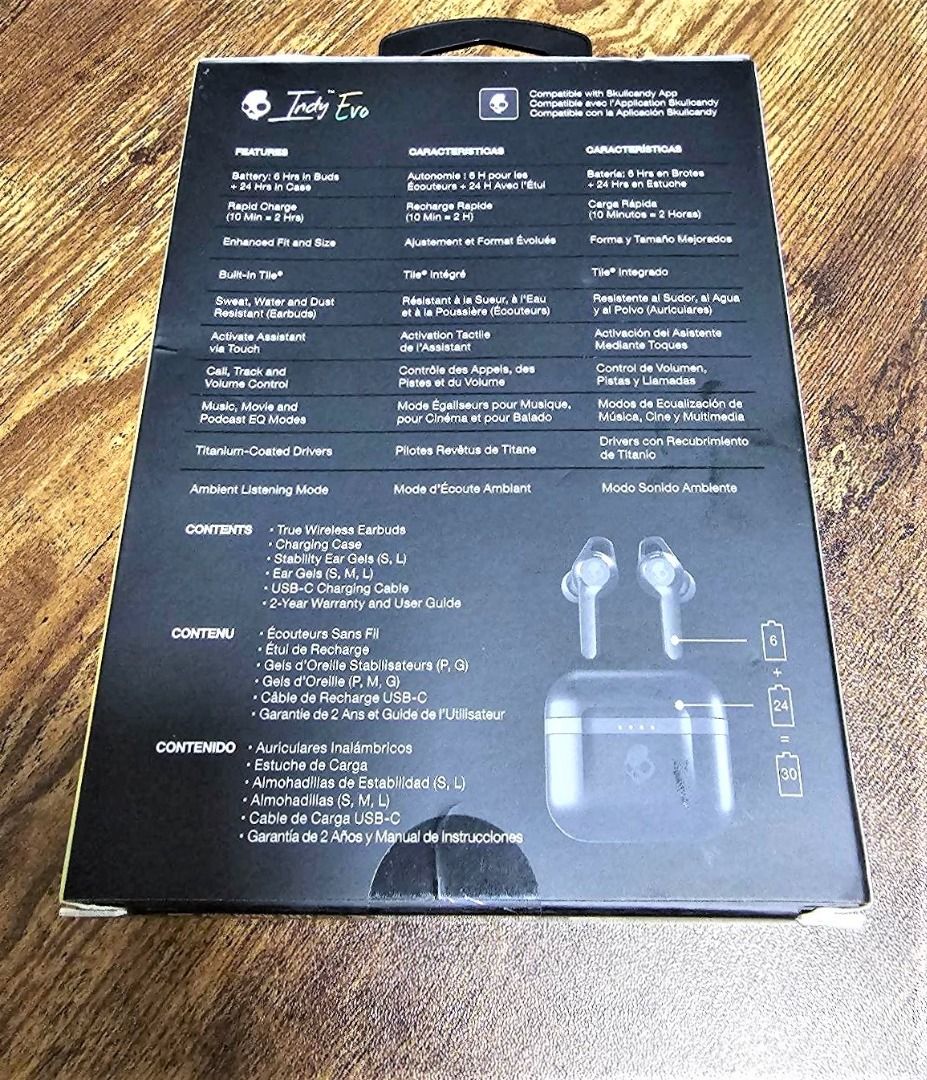 Indy™ Evo
Compatible with Skullcandy App
Compatible avec l'Application Skullcandy
Compatible con la Aplicación Skullcandy
FEATURES
Battery: 6 Hrs in Buds
+ 24 Hrs in Case
Rapid Charge
(10 Min = 2 Hrs)
Enhanced Fit and Size
Built-in Tile®
Sweat, Water and Dust
Resistant (Earbuds)
Activate Assistant
via Touch
Call, Track and
Volume Control
Music, Movie and
Podcast EQ Modes
Titanium-Coated Drivers
Ambient Listening Mode
CARACTÉRISTICAS
Autonomie : 6 H pour les
Écouteurs + 24 H Avec l'Étui
Recharge Rapide
(10 Min = 2 H)
Ajustement et Format Évolués
Tile® Intégré
Résistant à la Sueur, à l'Eau
et à la Poussière (Écouteurs)
Activation Tactile
de l'Assistant
Contrôle des Appels, des
Pistes et du Volume
Mode Égaliseurs pour Musique,
pour Cinéma et pour Balado
Pilotes Revêtus de Titane
Mode d'Écoute Ambiant
CARACTERÍSTICAS
Batería: 6 Hrs en Brotes
+ 24 Hrs en Estuche
Carga Rápida
(10 Minutos = 2 Horas)
Forma y Tamaño Mejorados
Tile® Integrado
Resistente al Sudor, al Agua
y al Polvo (Auriculares)
Activación del Asistente
Mediante Toques
Control de Volumen,
Pistas y Llamadas
Modos de Ecualización de
Música, Cine y Multimedia
Drivers con Recubrimiento
de Titanio
Modo Sonido Ambiente
CONTENTS
• True Wireless Earbuds
• Charging Case
• Stability Ear Gels (S, L)
• Ear Gels (S, M, L)
• USB-C Charging Cable
• 2-Year Warranty and User Guide
CONTENU
• Écouteurs Sans Fil
• Étui de Recharge
• Gels d'Oreille Stabilisateurs (P, G)
• Gels d'Oreille (P, M, G)
• Câble de Recharge USB-C
• Garantie de 2 Ans et Guide de l'Utilisateur
CONTENIDO
• Auriculares Inalámbricos
• Estuche de Carga
• Almohadillas de Estabilidad (S, L)
• Almohadillas (S, M, L)
• Cable de Carga USB-C
• Garantía de 2 Años y Manual de Instrucciones
6
+
24
=
30